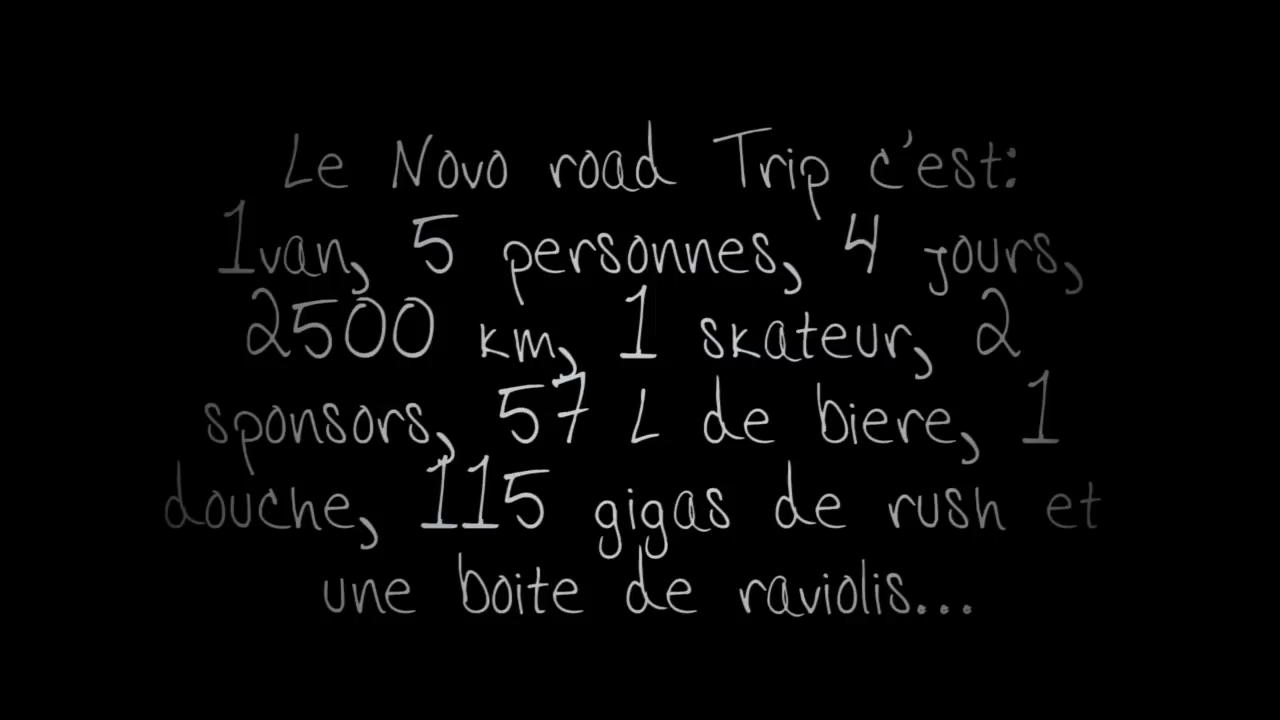 Le Novo road Trip c'est:
1van, 5 personnes, 4 jours,
2500 km, 1 skateur, 2
sponsors, 57 L de biere, 1
douche, 115 gigas de rush et
une boite de raviolis...